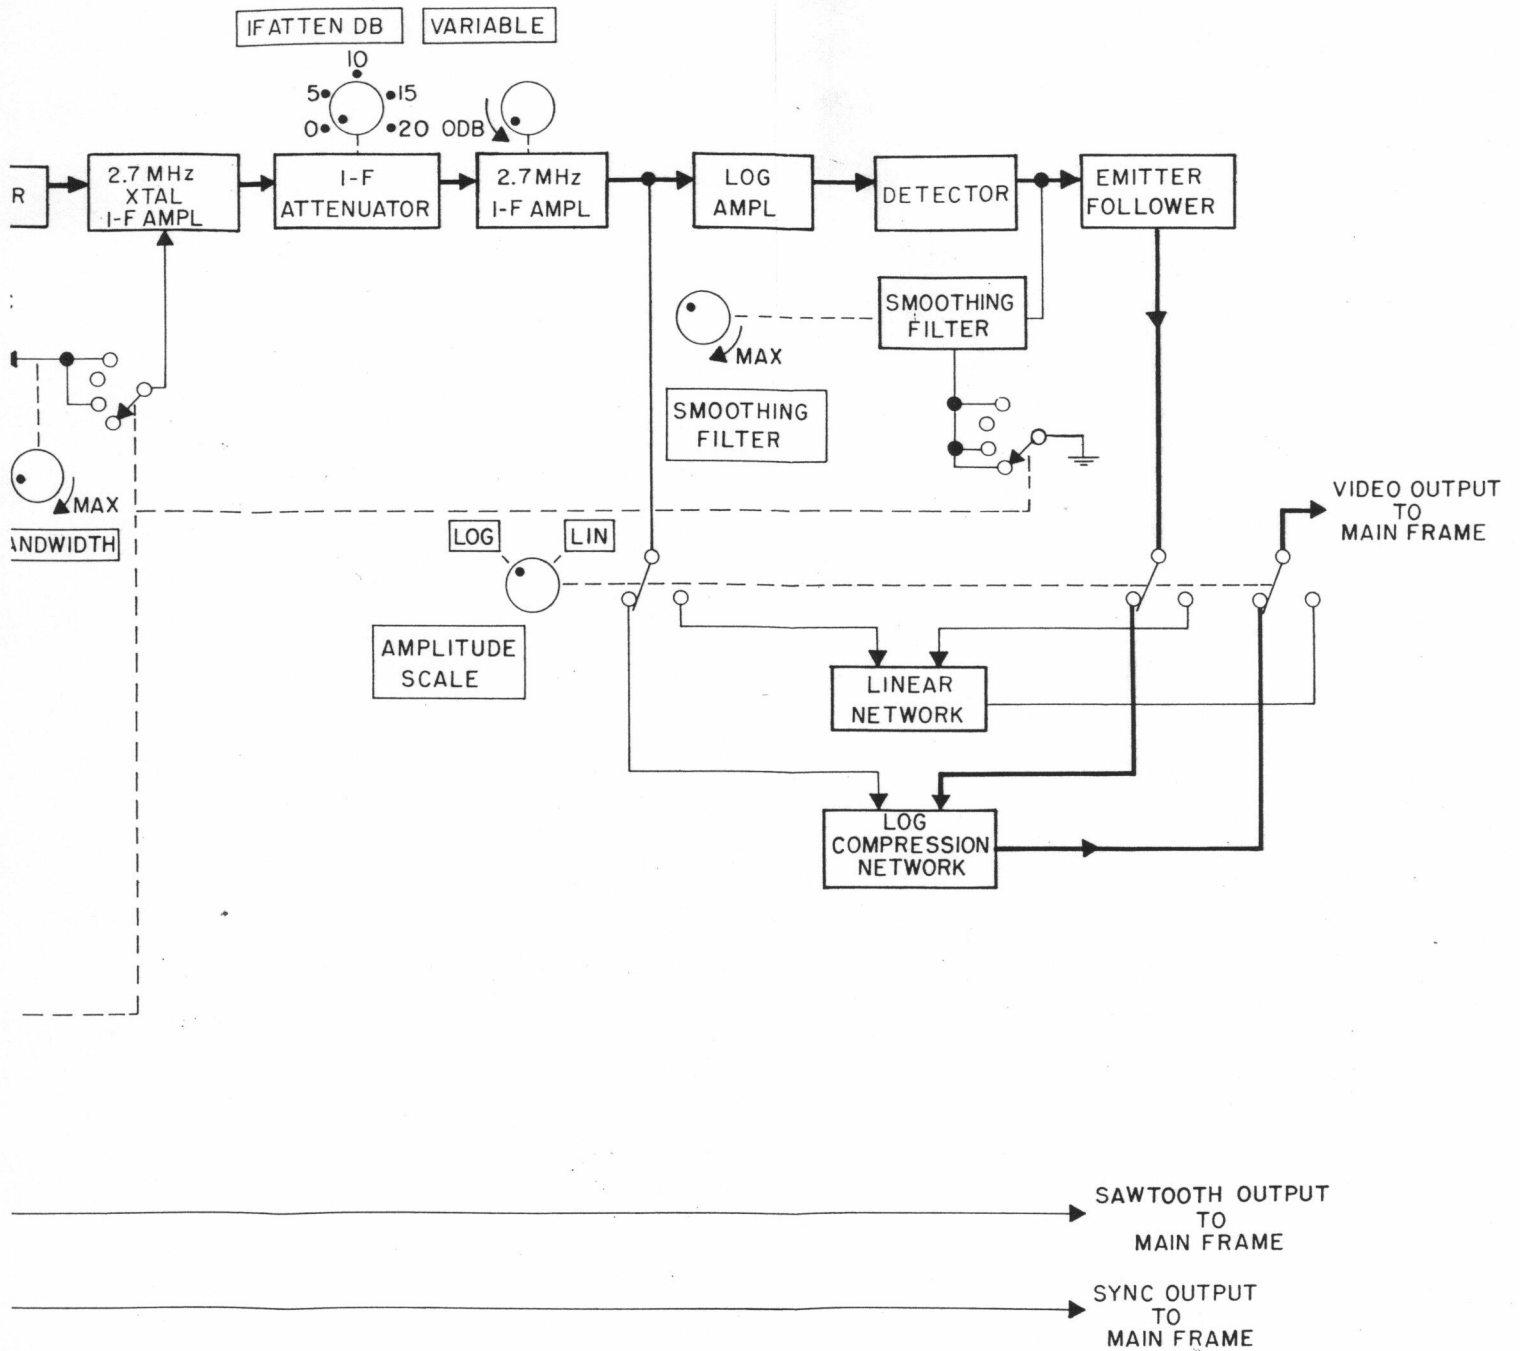 IF ATTEN DB
VARIABLE
10
5
15
0
20
ODB
R
2.7 MHz
XTAL
I-F AMPL
I-F
ATTENUATOR
2.7MHz
I-F AMPL
LOG
AMPL
DETECTOR
EMITTER
FOLLOWER
SMOOTHING
FILTER
MAX
SMOOTHING
FILTER
MAX
ANDWIDTH
LOG
LIN
VIDEO OUTPUT
TO
MAIN FRAME
AMPLITUDE
SCALE
LINEAR
NETWORK
LOG
COMPRESSION
NETWORK
SAWTOOTH OUTPUT
TO
MAIN FRAME
SYNC OUTPUT
TO
MAIN FRAME